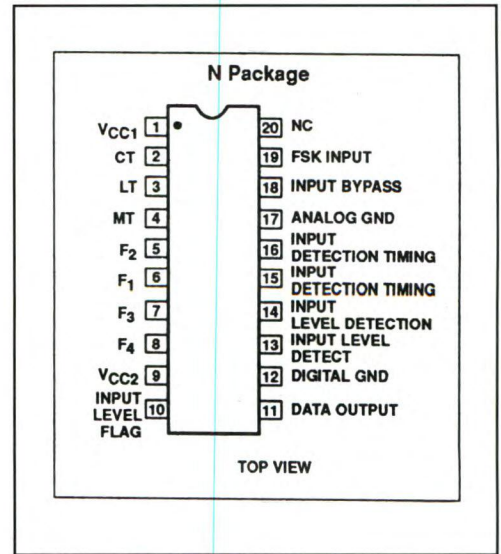 N Package
VCC1 1
CT 2
LT 3
MT 4
F2 5
F1 6
F3 7
F4 8
VCC2 9
INPUT
LEVEL 10
FLAG
20 NC
19 FSK INPUT
18 INPUT BYPASS
17 ANALOG GND
16 INPUT
DETECTION TIMING
15 INPUT
DETECTION TIMING
14 INPUT
LEVEL DETECTION
13 INPUT LEVEL
DETECT
12 DIGITAL GND
11 DATA OUTPUT
TOP VIEW